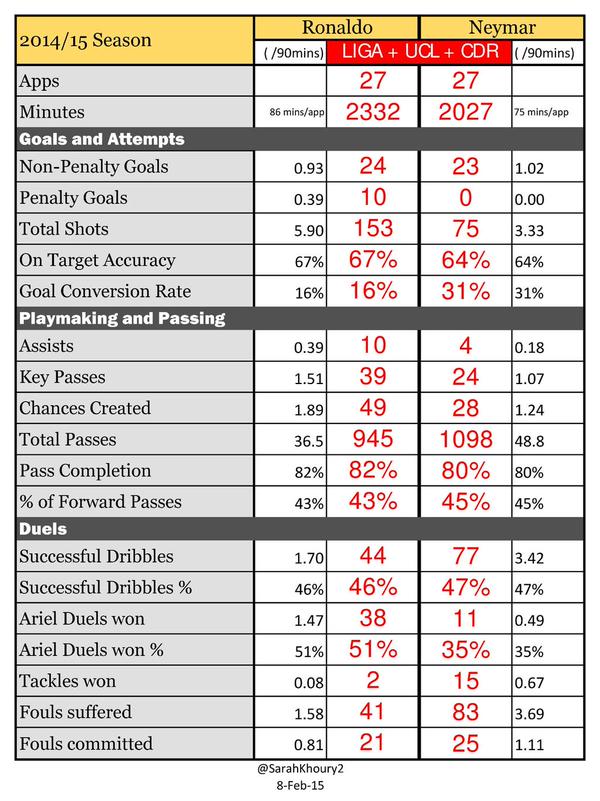 2014/15 Season Ronaldo Neymar
( /90mins) LIGA + UCL + CDR ( /90mins)
Apps 27 27
Minutes 86 mins/app 2332 2027 75 mins/app
Goals and Attempts
Non-Penalty Goals 0.93 24 23 1.02
Penalty Goals 0.39 10 0 0.00
Total Shots 5.90 153 75 3.33
On Target Accuracy 67% 67% 64% 64%
Goal Conversion Rate 16% 16% 31% 31%
Playmaking and Passing
Assists 0.39 10 4 0.18
Key Passes 1.51 39 24 1.07
Chances Created 1.89 49 28 1.24
Total Passes 36.5 945 1098 48.8
Pass Completion 82% 82% 80% 80%
% of Forward Passes 43% 43% 45% 45%
Duels
Successful Dribbles 1.70 44 77 3.42
Successful Dribbles % 46% 46% 47% 47%
Ariel Duels won 1.47 38 11 0.49
Ariel Duels won % 51% 51% 35% 35%
Tackles won 0.08 2 15 0.67
Fouls suffered 1.58 41 83 3.69
Fouls committed 0.81 21 25 1.11
@SarahKhoury2
8-Feb-15